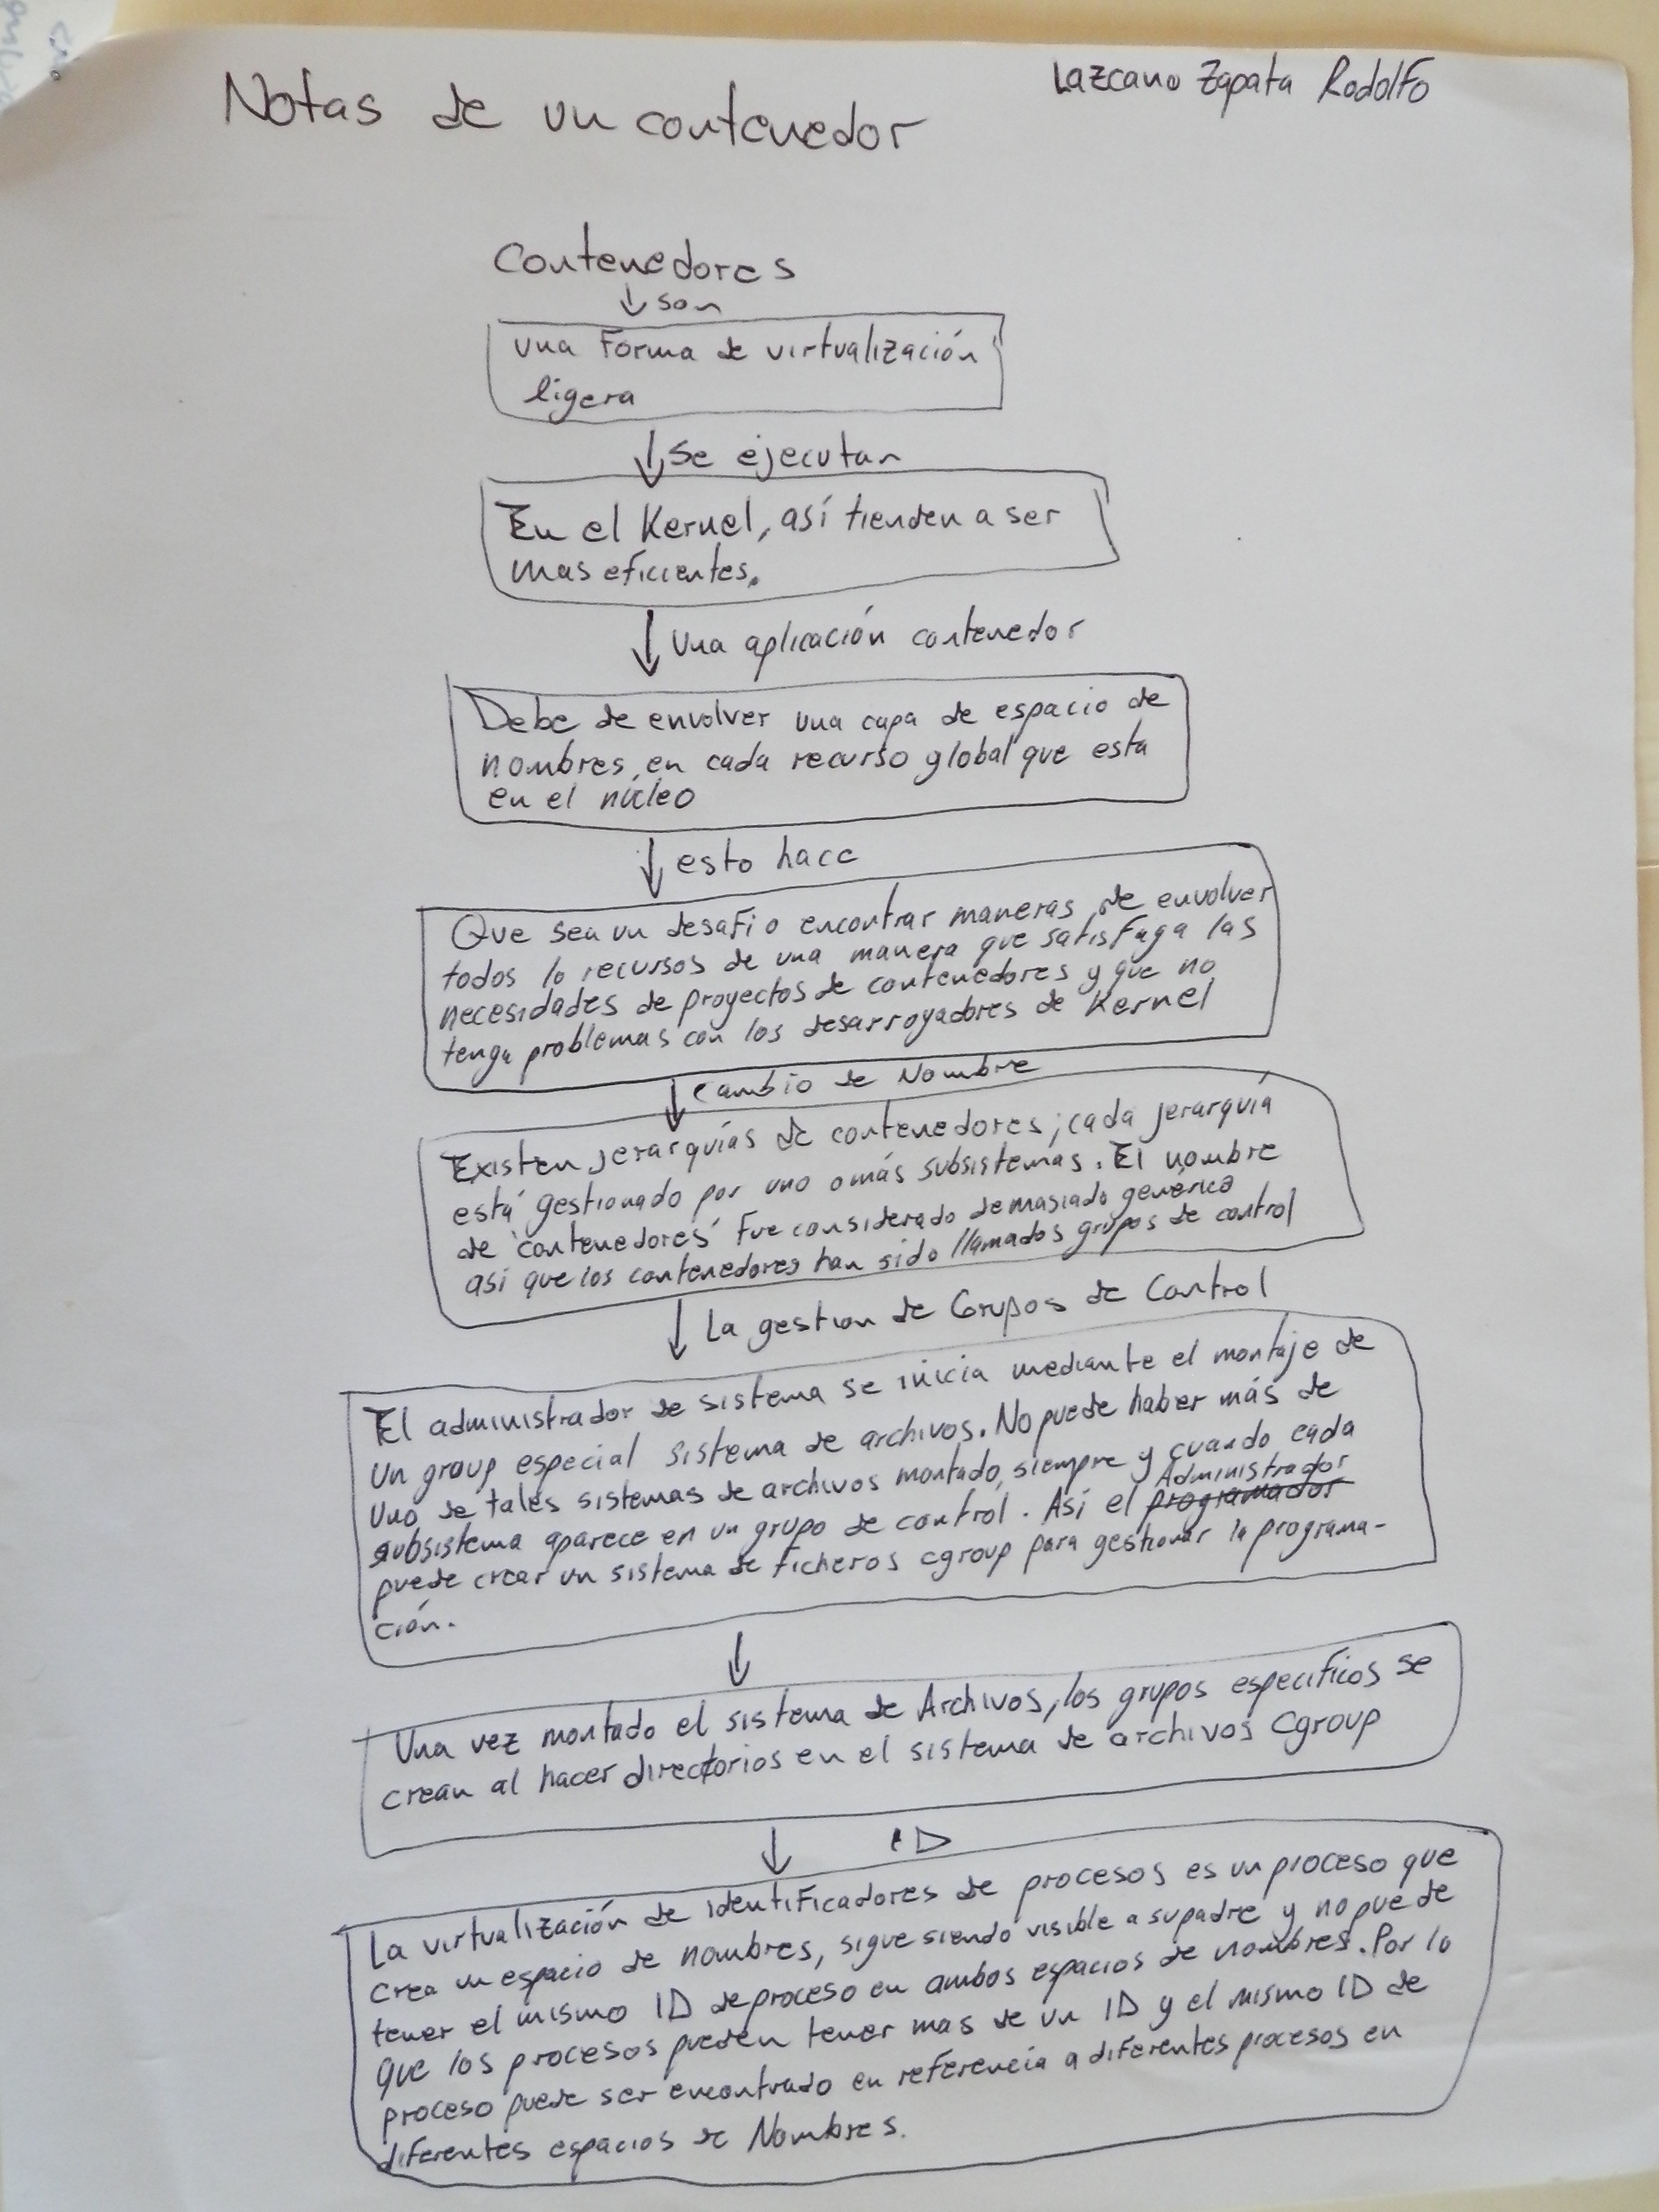 Notas de un contenedor
Lazcano Zapata Rodolfo
Contenedores
son
una Forma de virtualización
ligera
se ejecutan
En el Kernel, así tienden a ser
mas eficientes.
Una aplicación contenedor
Debe de envolver una capa de espacio de
nombres, en cada recurso global que esta
en el núcleo
esto hace
Que sea un desafio encontrar maneras de envolver
todos lo recursos de una manera que satisfaga las
necesidades de proyectos de contenedores y que no
tenga problemas con los desarroyadores de Kernel
Cambio de Nombre
Existen jerarquías de contenedores; cada jerarquía
está gestionado por uno o más subsistemas. El nombre
de 'contenedores' Fue considerado demasiado generico
asi que los contenedores han sido llamados grupos de control
La gestion de Grupos de Control
El administrador de sistema se inicia mediante el montaje de
Un group especial sistema de archivos. No puede haber más de
Uno de tales sistemas de archivos montado, siempre y cuando cada
Administrador
subsistema aparece en un grupo de control. Asi el programador
puede crear un sistema de ficheros cgroup para gestionar la programa-
ción.
Una vez montado el sistema de Archivos, los grupos especificos se
crean al hacer directorios en el sistema de archivos Cgroup
ID
La virtualización de identificadores de procesos es un proceso que
crea un espacio de nombres, sigue siendo visible a su padre y no puede
tener el mismo ID de proceso en ambos espacios de nombres. Por lo
que los procesos pueden tener mas de un ID y el mismo ID de
proceso puede ser encontrado en referencia a diferentes procesos en
diferentes espacios de Nombres.